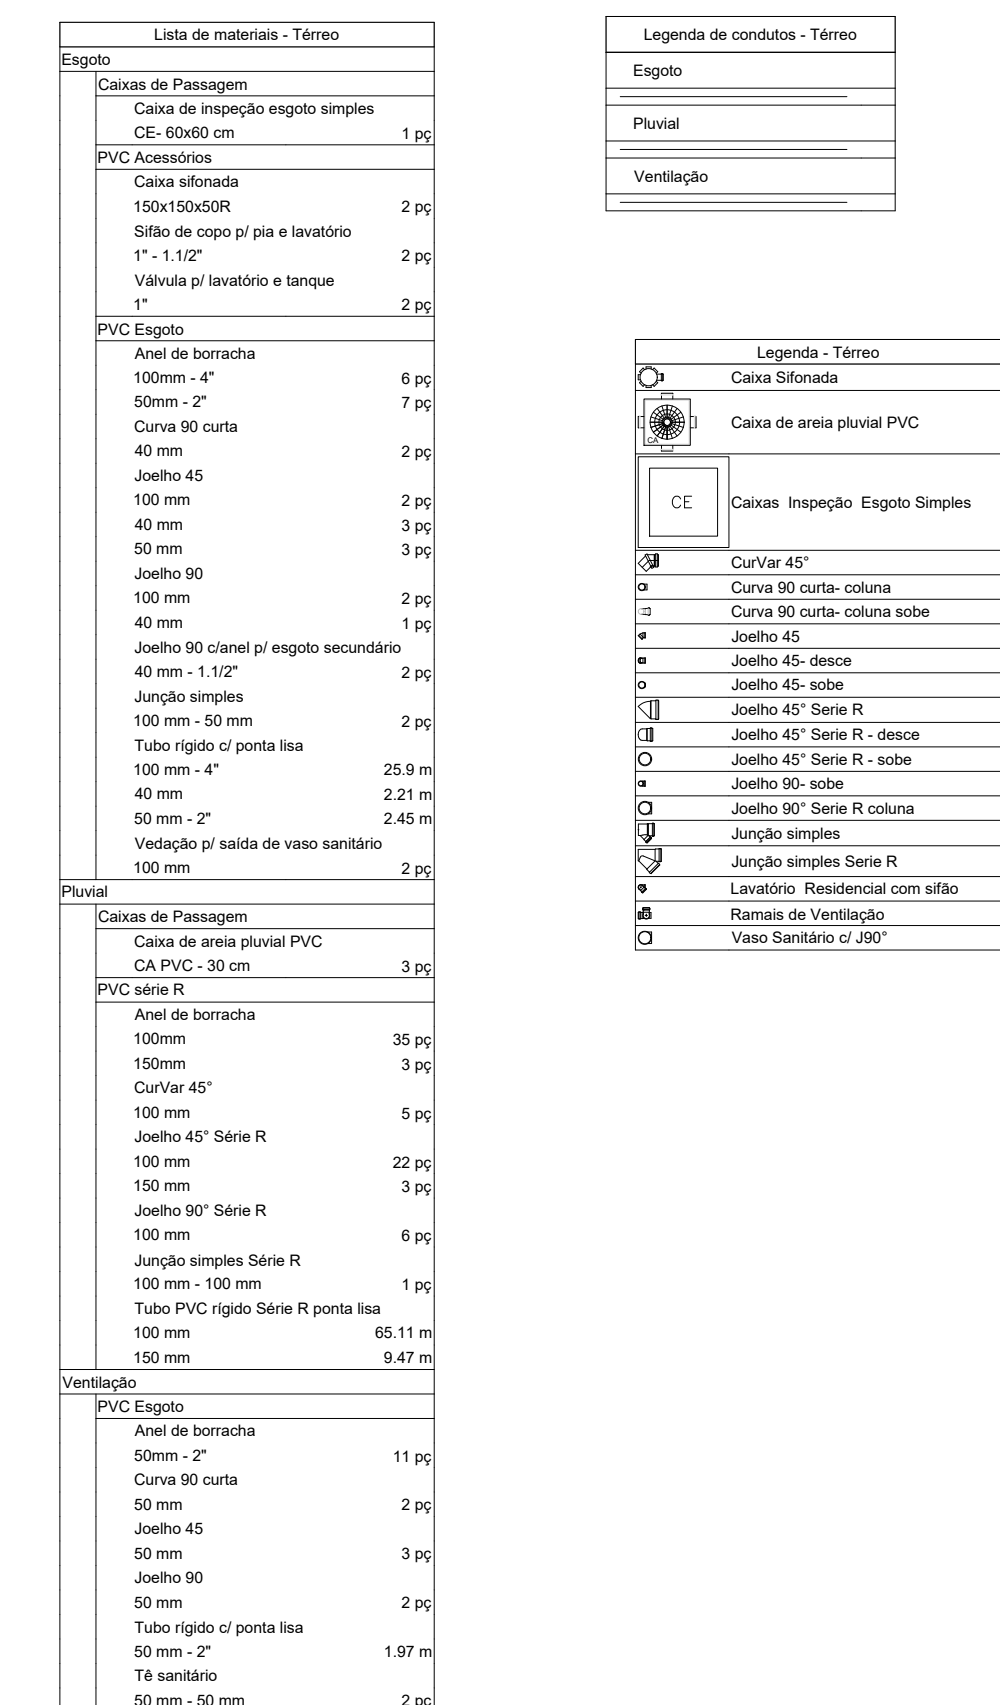 Lista de materiais - Térreo
Esgoto
Caixas de Passagem
Caixa de inspeção esgoto simples
CE- 60x60 cm 1 pç
PVC Acessórios
Caixa sifonada
150x150x50R 2 pç
Sifão de copo p/ pia e lavatório
1" - 1.1/2" 2 pç
Válvula p/ lavatório e tanque
1" 2 pç
PVC Esgoto
Anel de borracha
100mm - 4" 6 pç
50mm - 2" 7 pç
Curva 90 curta
40 mm 2 pç
Joelho 45
100 mm 2 pç
40 mm 3 pç
50 mm 3 pç
Joelho 90
100 mm 2 pç
40 mm 1 pç
Joelho 90 c/anel p/ esgoto secundário
40 mm - 1.1/2" 2 pç
Junção simples
100 mm - 50 mm 2 pç
Tubo rígido c/ ponta lisa
100 mm - 4" 25.9 m
40 mm 2.21 m
50 mm - 2" 2.45 m
Vedação p/ saída de vaso sanitário
100 mm 2 pç
Pluvial
Caixas de Passagem
Caixa de areia pluvial PVC
CA PVC - 30 cm 3 pç
PVC série R
Anel de borracha
100mm 35 pç
150mm 3 pç
CurVar 45°
100 mm 5 pç
Joelho 45° Série R
100 mm 22 pç
150 mm 3 pç
Joelho 90° Série R
100 mm 6 pç
Junção simples Série R
100 mm - 100 mm 1 pç
Tubo PVC rígido Série R ponta lisa
100 mm 65.11 m
150 mm 9.47 m
Ventilação
PVC Esgoto
Anel de borracha
50mm - 2" 11 pç
Curva 90 curta
50 mm 2 pç
Joelho 45
50 mm 3 pç
Joelho 90
50 mm 2 pç
Tubo rígido c/ ponta lisa
50 mm - 2" 1.97 m
Tê sanitário
50 mm - 50 mm 2 pç
Legenda de condutos - Térreo
Esgoto
Pluvial
Ventilação
Legenda - Térreo
Caixa Sifonada
CA Caixa de areia pluvial PVC
CE Caixas Inspeção Esgoto Simples
CurVar 45°
Curva 90 curta- coluna
Curva 90 curta- coluna sobe
Joelho 45
Joelho 45- desce
Joelho 45- sobe
Joelho 45° Serie R
Joelho 45° Serie R - desce
Joelho 45° Serie R - sobe
Joelho 90- sobe
Joelho 90° Serie R coluna
Junção simples
Junção simples Serie R
Lavatório Residencial com sifão
Ramais de Ventilação
Vaso Sanitário c/ J90°